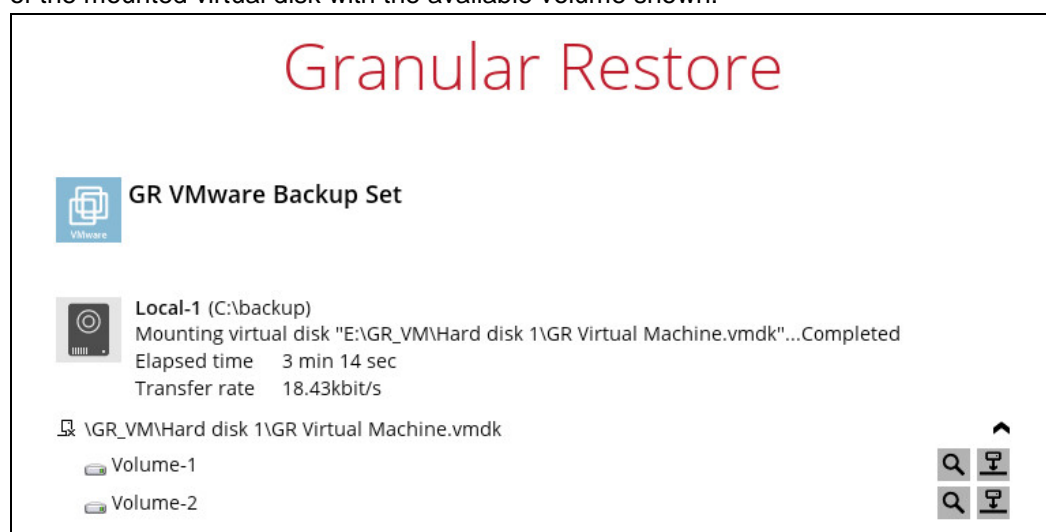 of the mounted virtual disk with the available volume shown.
Granular Restore
GR VMware Backup Set
VMware
Local-1 (C:\backup)
Mounting virtual disk "E:\GR_VM\Hard disk 1\GR Virtual Machine.vmdk"...Completed
Elapsed time 3 min 14 sec
Transfer rate 18.43kbit/s
\GR_VM\Hard disk 1\GR Virtual Machine.vmdk
Volume-1
Volume-2